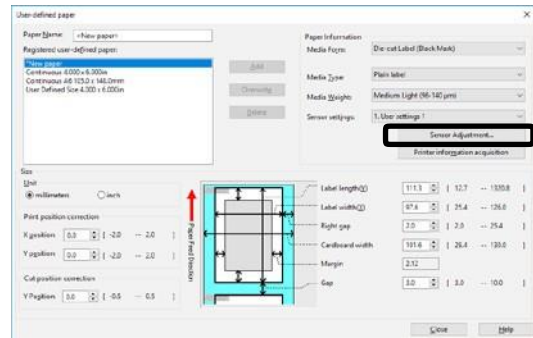 User-defined paper
Paper Name: <New paper>
Registered user-defined paper:
*New paper
Continuous 4.000 x 6.000in
Continuous A6 105.0 x 148.0mm
User Defined Size 4.000 x 6.000in
Add
Overwrite
Delete
Paper Information
Media Form: Die-cut Label (Black Mark)
Media Type: Plain label
Media Weight: Medium Light (96-140 µm)
Sensor settings: 1. User settings 1
Sensor Adjustment...
Printer information acquisition
Size
Unit
millimeters inch
Print position correction
X position 0.0 [ -2.0 -- 2.0 ]
Y position 0.0 [ -2.0 -- 2.0 ]
Cut position correction
Y Position 0.0 [ -0.5 -- 0.5 ]
Paper Feed Direction
Label length(Y) [ 12.7 -- 1320.8 ]
Label width(X) 97.6 [ 25.4 -- 126.0 ]
Right gap 2.0 [ 2.0 -- 25.4 ]
Cardboard width 101.6 [ 26.4 -- 130.0 ]
Margin 2.12
Gap 3.0 [ 3.0 -- 10.0 ]
Close Help